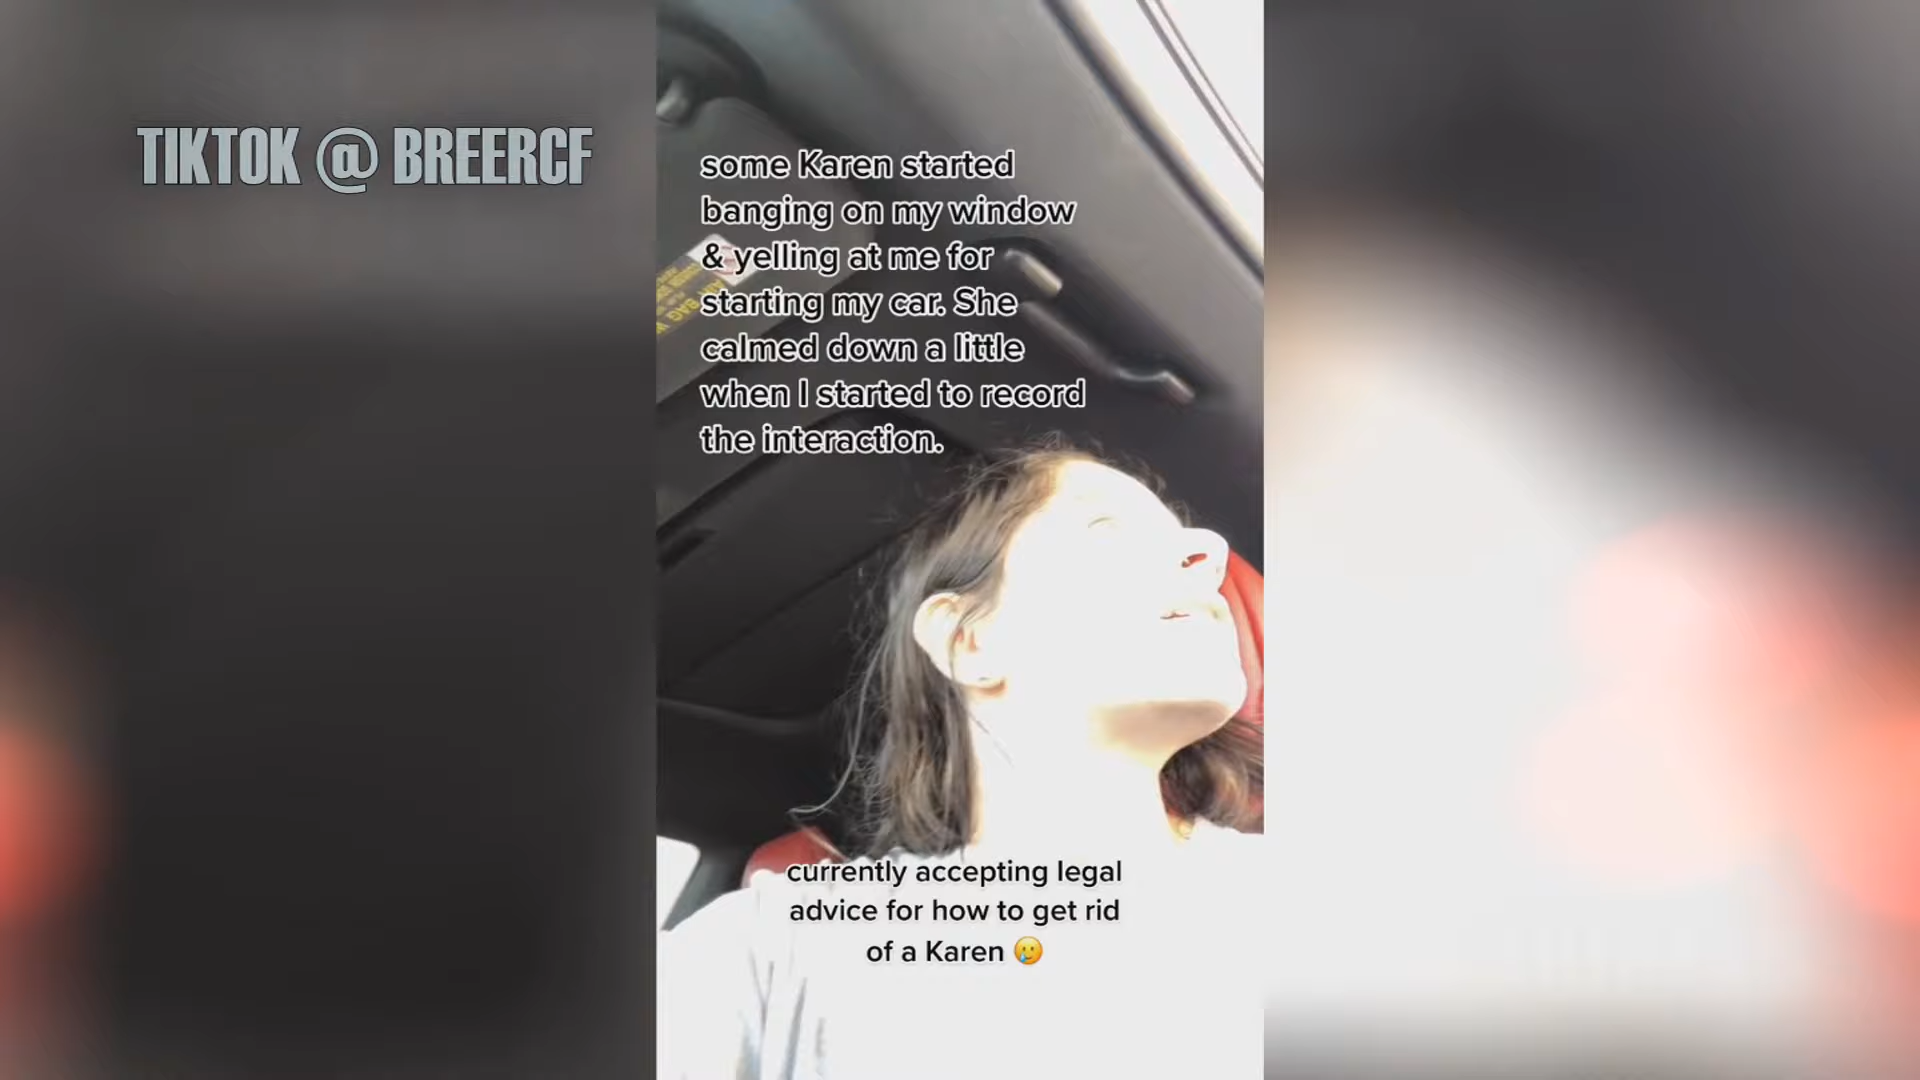 TIKTOK @ BREERCF
some Karen started
banging on my window
& yelling at me for
starting my car. She
calmed down a little
when I started to record
the interaction.
currently accepting legal
advice for how to get rid
of a Karen 🥲